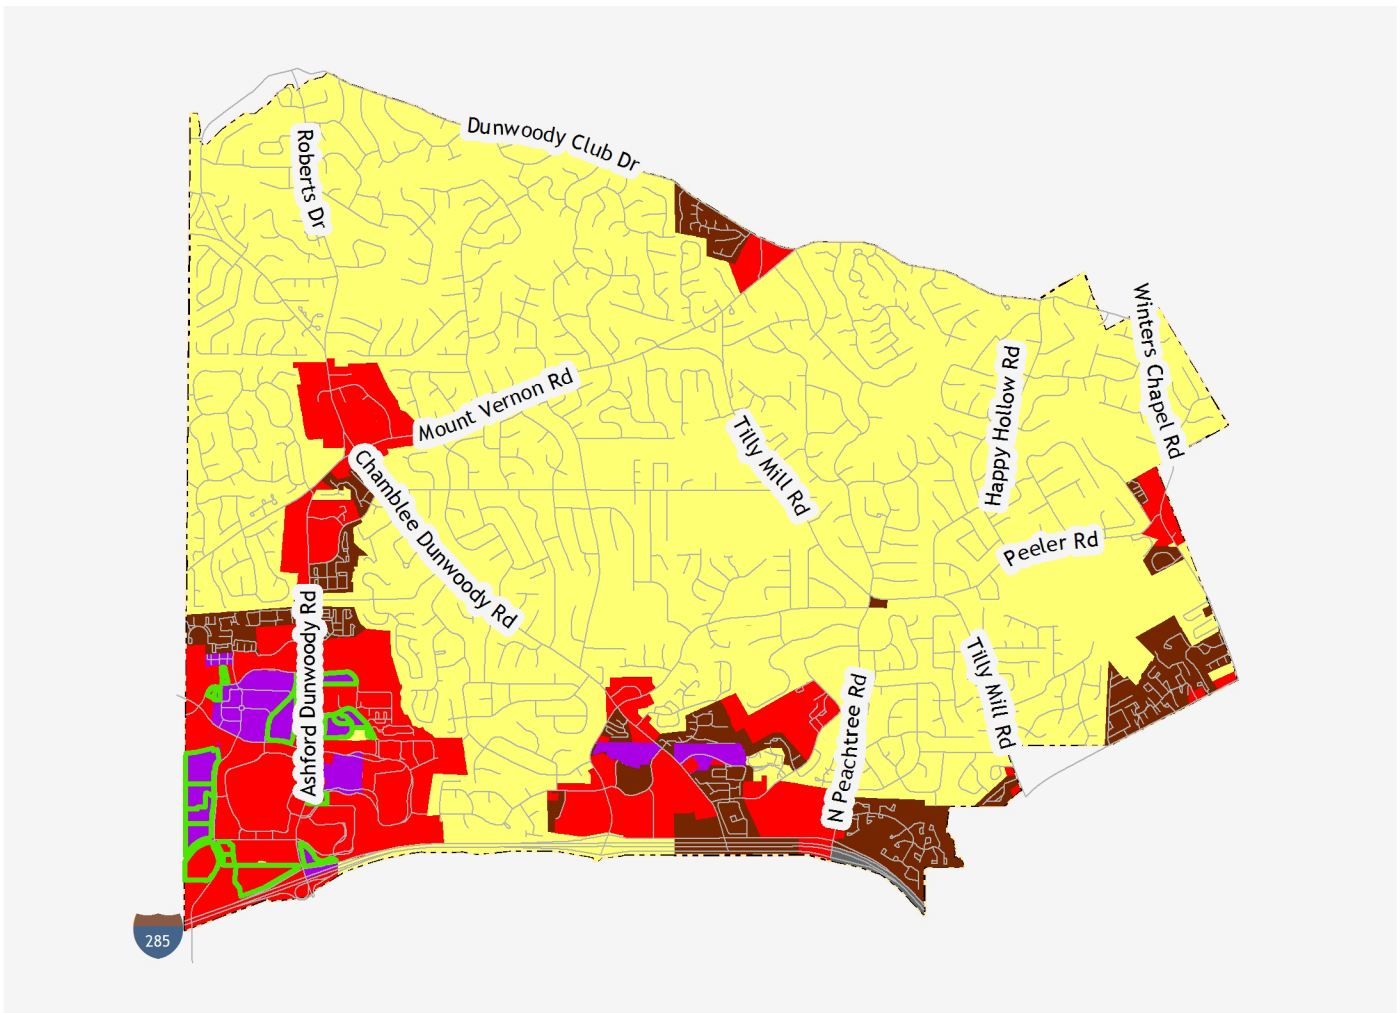 Dunwoody Club Dr
Roberts Dr
Winters Chapel Rd
Happy Hollow Rd
Mount Vernon Rd
Tilly Mill Rd
Chamblee Dunwoody Rd
Peeler Rd
Ashford Dunwoody Rd
Tilly Mill Rd
N Peachtree Rd
285